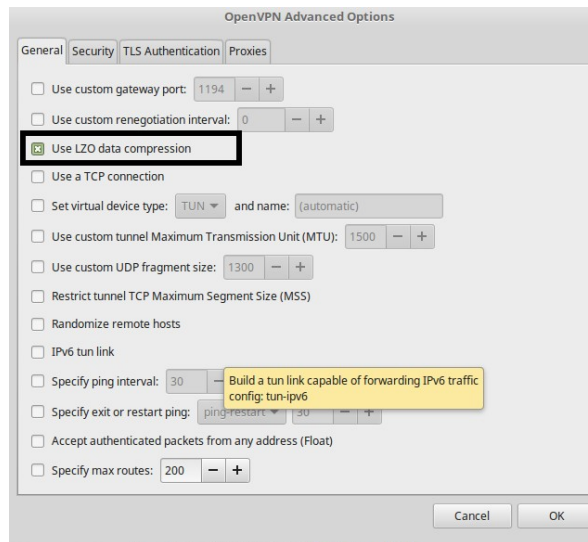 OpenVPN Advanced Options
General Security TLS Authentication Proxies
Use custom gateway port: 1194 − +
Use custom renegotiation interval: 0 − +
Use LZO data compression
Use a TCP connection
Set virtual device type: TUN and name: (automatic)
Use custom tunnel Maximum Transmission Unit (MTU): 1500 − +
Use custom UDP fragment size: 1300 − +
Restrict tunnel TCP Maximum Segment Size (MSS)
Randomize remote hosts
IPv6 tun link
Specify ping interval: 30 −
Build a tun link capable of forwarding IPv6 traffic
config: tun-ipv6
Specify exit or restart ping: ping-restart 30 − +
Accept authenticated packets from any address (Float)
Specify max routes: 200 − +
Cancel OK